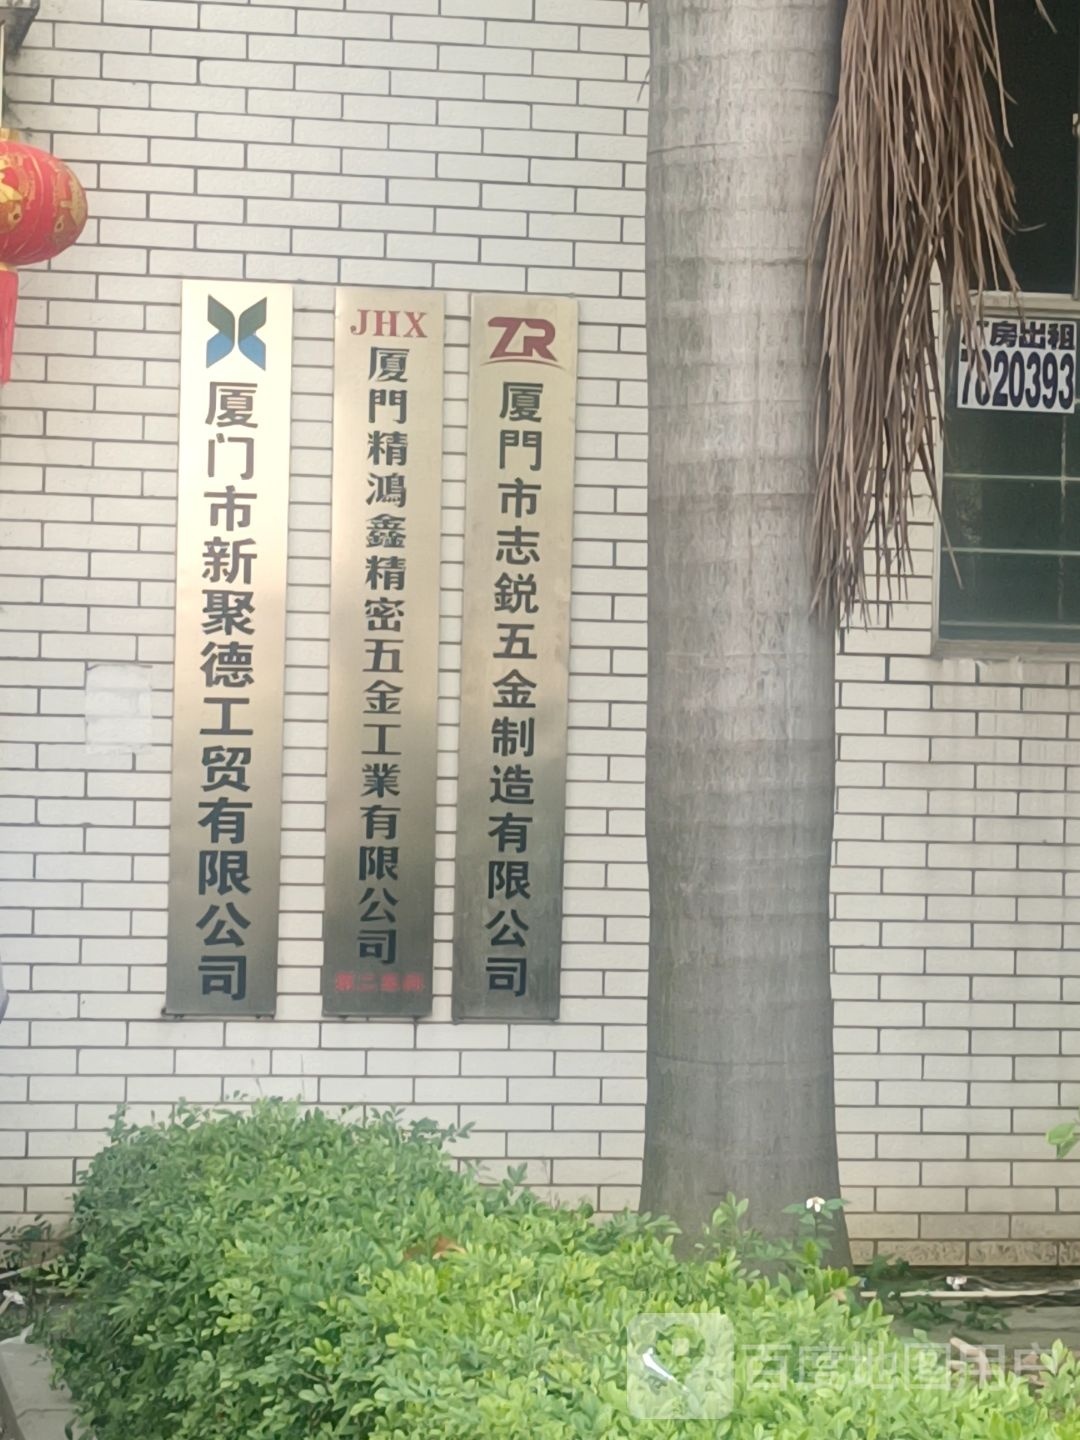 厦门市新聚德工贸有限公司
JHX
厦門精鴻鑫精密五金工業有限公司
ZR
厦門市志鋭五金制造有限公司
厂房出租
7820393
百度地图用户